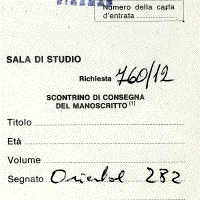 Numero della carta
d'entrata
SALA DI STUDIO
Richiesta 760/12
SCONTRINO DI CONSEGNA
DEL MANOSCRITTO (1)
Titolo
Età
Volume
Segnato Oriental 282